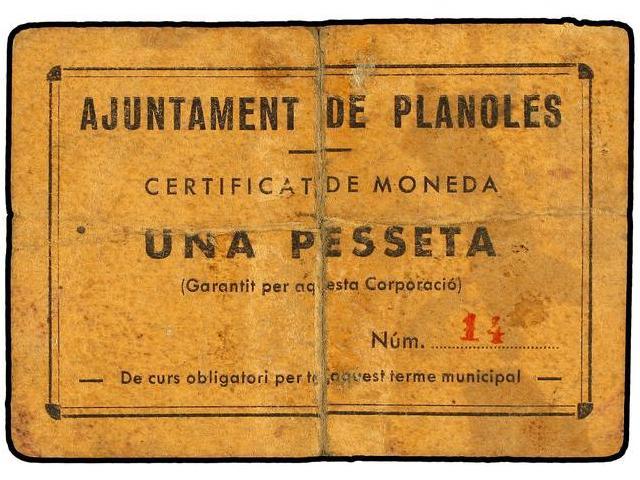 AJUNTAMENT DE PLANOLES
CERTIFICAT DE MONEDA
UNA PESSETA
(Garantit per aquesta Corporació)
Núm. 14
De curs obligatori per tot aquest terme municipal